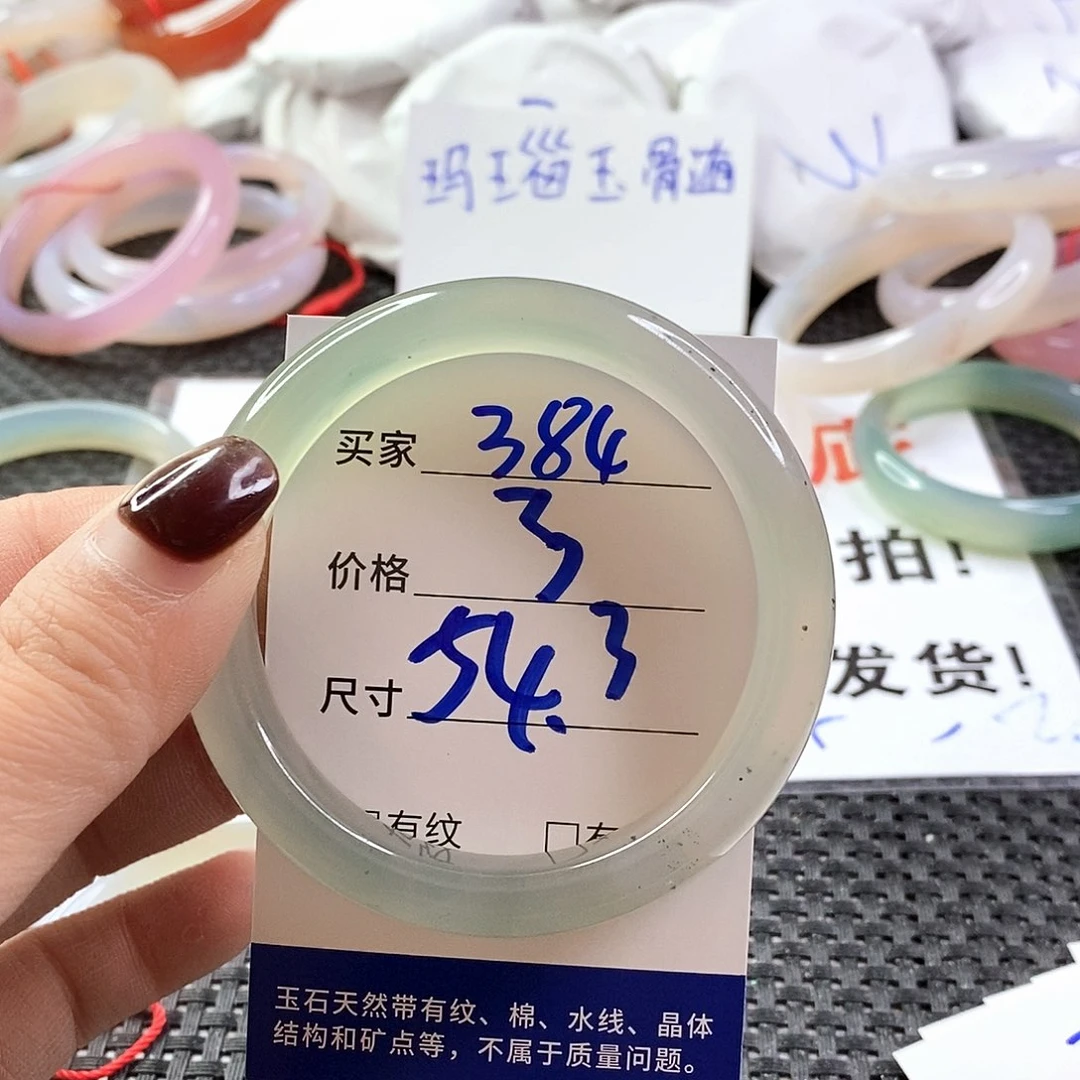 玛瑙玉骨髓
买家 384
价格 3
尺寸 54.3
有纹
底
拍！
发货！
玉石天然带有纹、棉、水线、晶体
结构和矿点等，不属于质量问题。